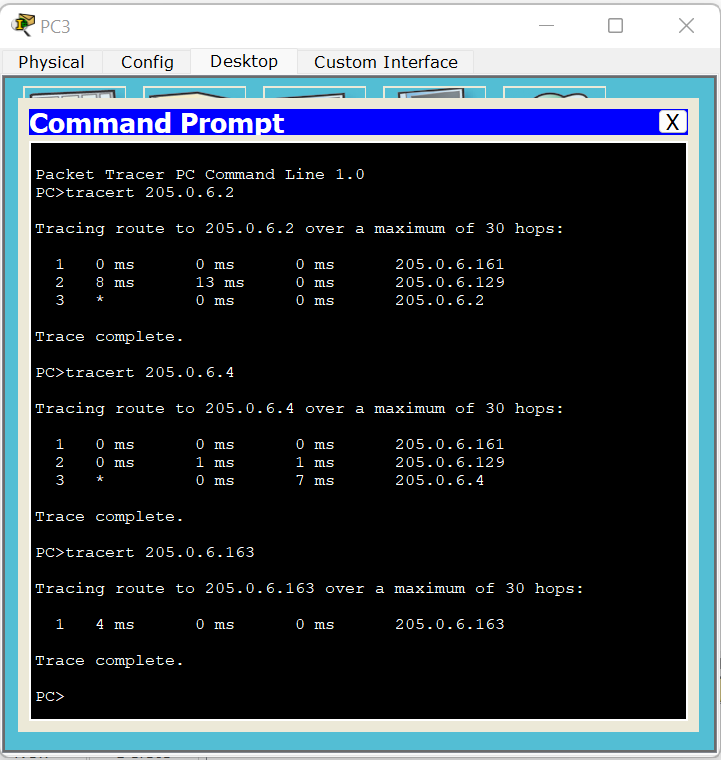 PC3
Physical Config Desktop Custom Interface
Command Prompt X
Packet Tracer PC Command Line 1.0
PC>tracert 205.0.6.2
Tracing route to 205.0.6.2 over a maximum of 30 hops:
1 0 ms 0 ms 0 ms 205.0.6.161
2 8 ms 13 ms 0 ms 205.0.6.129
3 * 0 ms 0 ms 205.0.6.2
Trace complete.
PC>tracert 205.0.6.4
Tracing route to 205.0.6.4 over a maximum of 30 hops:
1 0 ms 0 ms 0 ms 205.0.6.161
2 0 ms 1 ms 1 ms 205.0.6.129
3 * 0 ms 7 ms 205.0.6.4
Trace complete.
PC>tracert 205.0.6.163
Tracing route to 205.0.6.163 over a maximum of 30 hops:
1 4 ms 0 ms 0 ms 205.0.6.163
Trace complete.
PC>